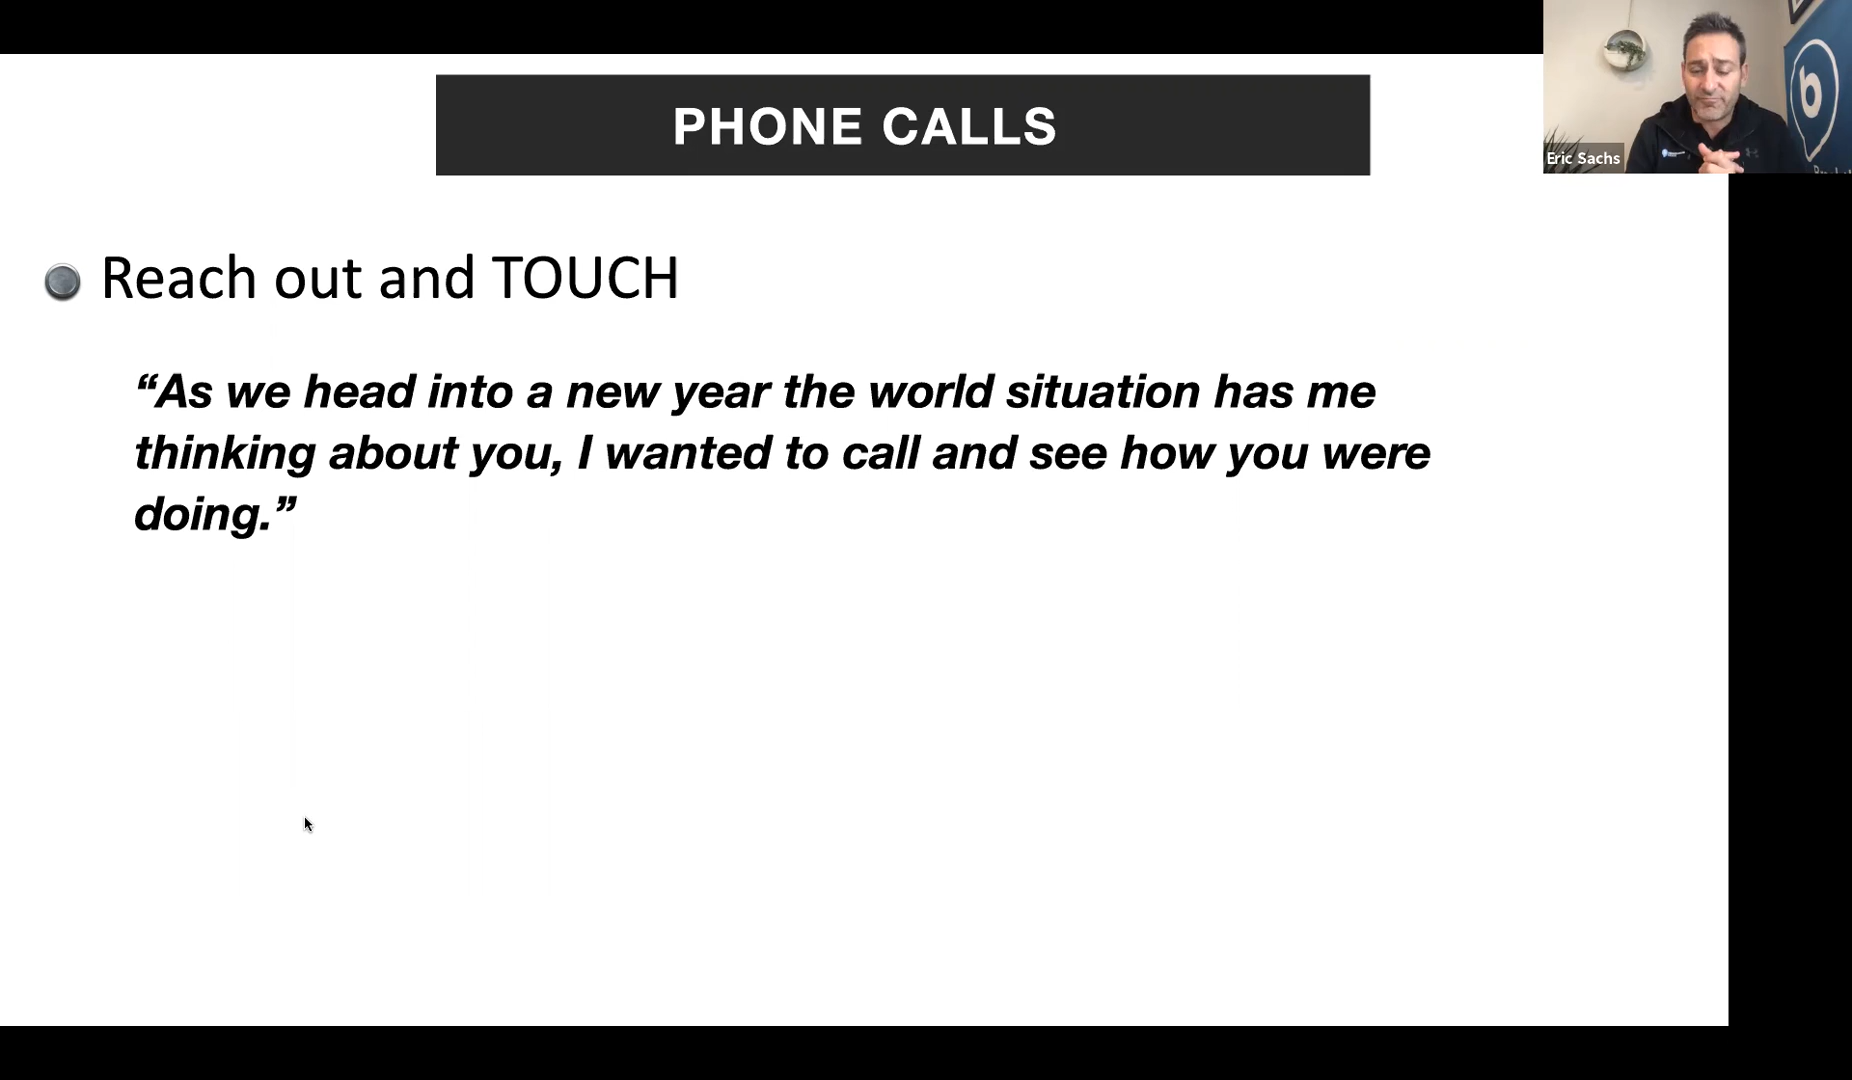 PHONE CALLS
Eric Sachs
Reach out and TOUCH
“As we head into a new year the world situation has me
thinking about you, I wanted to call and see how you were
doing.”
b